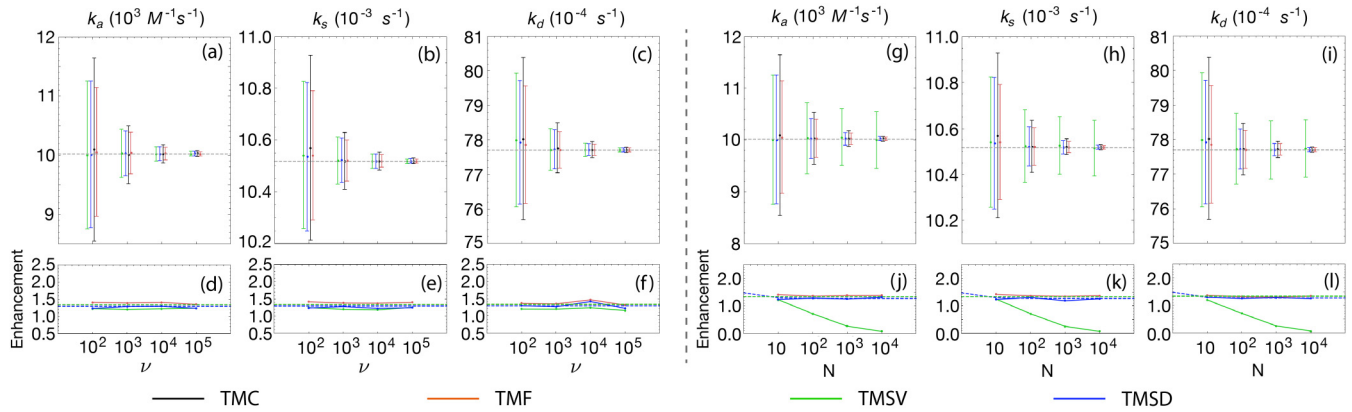 k_a (10^3 M^-1 s^-1) k_s (10^-3 s^-1) k_d (10^-4 s^-1) k_a (10^3 M^-1 s^-1) k_s (10^-3 s^-1) k_d (10^-4 s^-1)
(a) (b) (c) (g) (h) (i)
12 11 10 9
11.0 10.8 10.6 10.4 10.2
82 81 80 79 78 77 76 75
12 11 10 9 8
11.0 10.8 10.6 10.4 10.2
82 81 80 79 78 77 76 75
Enhancement
2.5 2.0 1.5 1.0 0.5
(d)
2.5 2.0 1.5 1.0 0.5
(e)
2.5 2.0 1.5 1.0 0.5
(f)
Enhancement
2.0 1.0 0.0
(j)
2.0 1.0 0.0
(k)
2.0 1.0 0.0
(l)
10^2 10^3 10^4 10^5 10^2 10^3 10^4 10^5 10^2 10^3 10^4 10^5
ν ν ν
10 10^2 10^3 10^4 10 10^2 10^3 10^4 10 10^2 10^3 10^4
N N N
TMC TMF TMSV TMSD